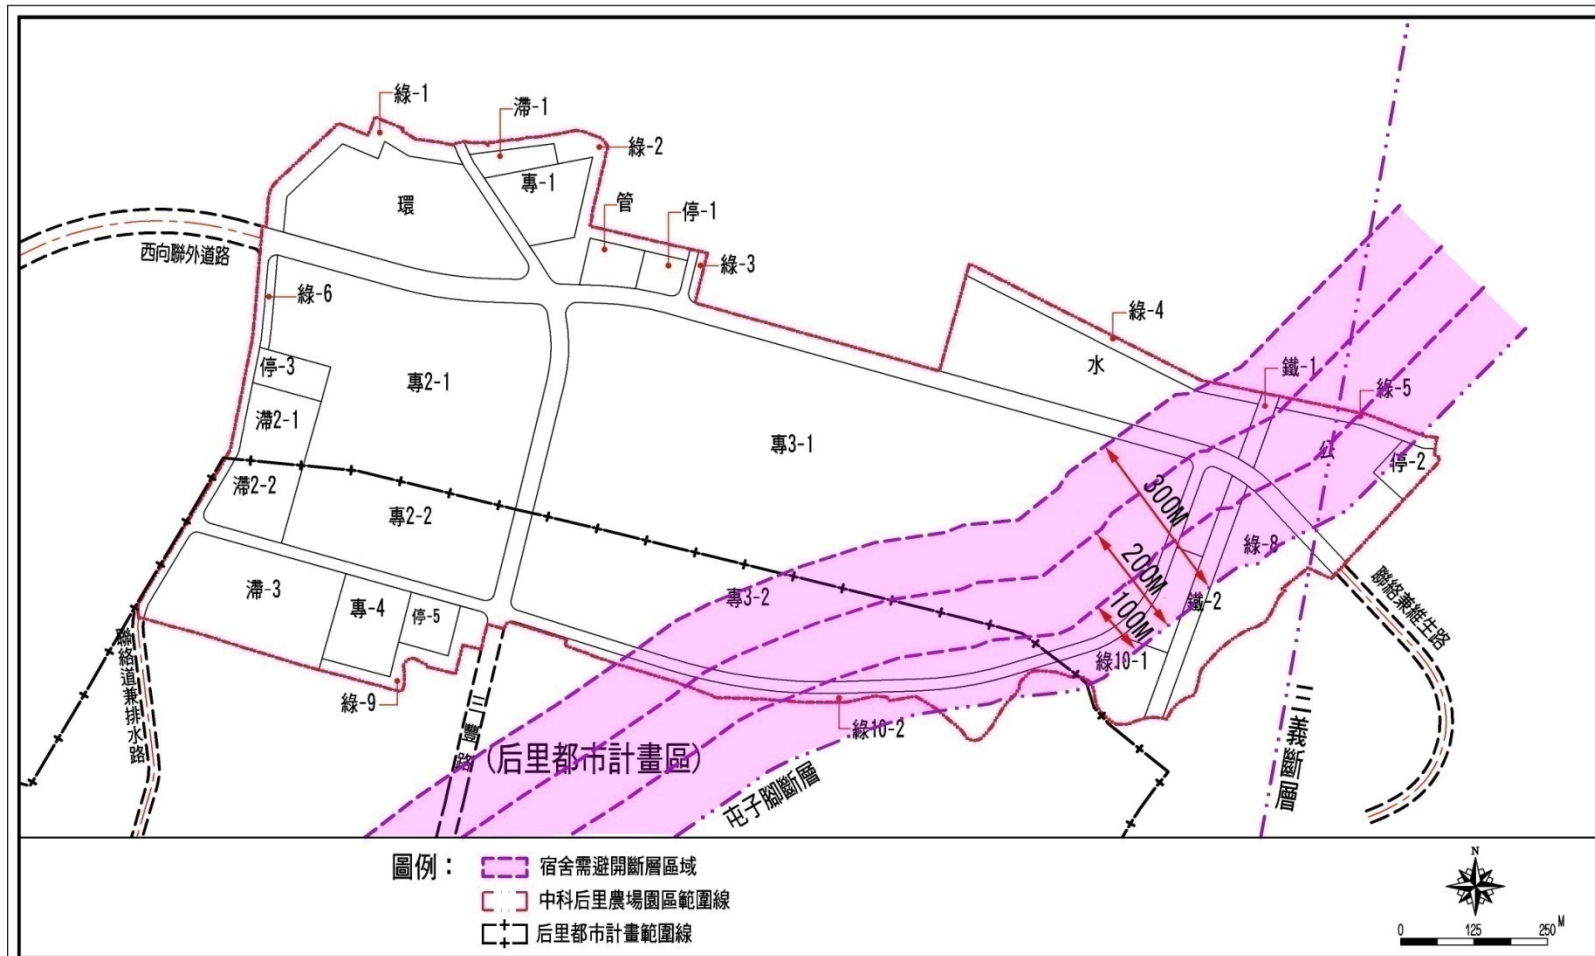 綠-1
滯-1
綠-2
專-1
環
管
停-1
綠-3
西向聯外道路
綠-6
綠-4
水
鐵-1
綠-5
停-3
專2-1
滯2-1
專3-1
公
停-2
滯2-2
專2-2
300M
綠-8
200M
100M
鐵-2
聯絡兼維生路
滯-3
專-4
停-5
專3-2
聯絡道兼排水路
綠10-1
綠-9
三豐路
綠10-2
(后里都市計畫區)
屯子腳斷層
三義斷層
圖例：
宿舍需避開斷層區域
中科后里農場園區範圍線
后里都市計畫範圍線
N
0 125 250 M